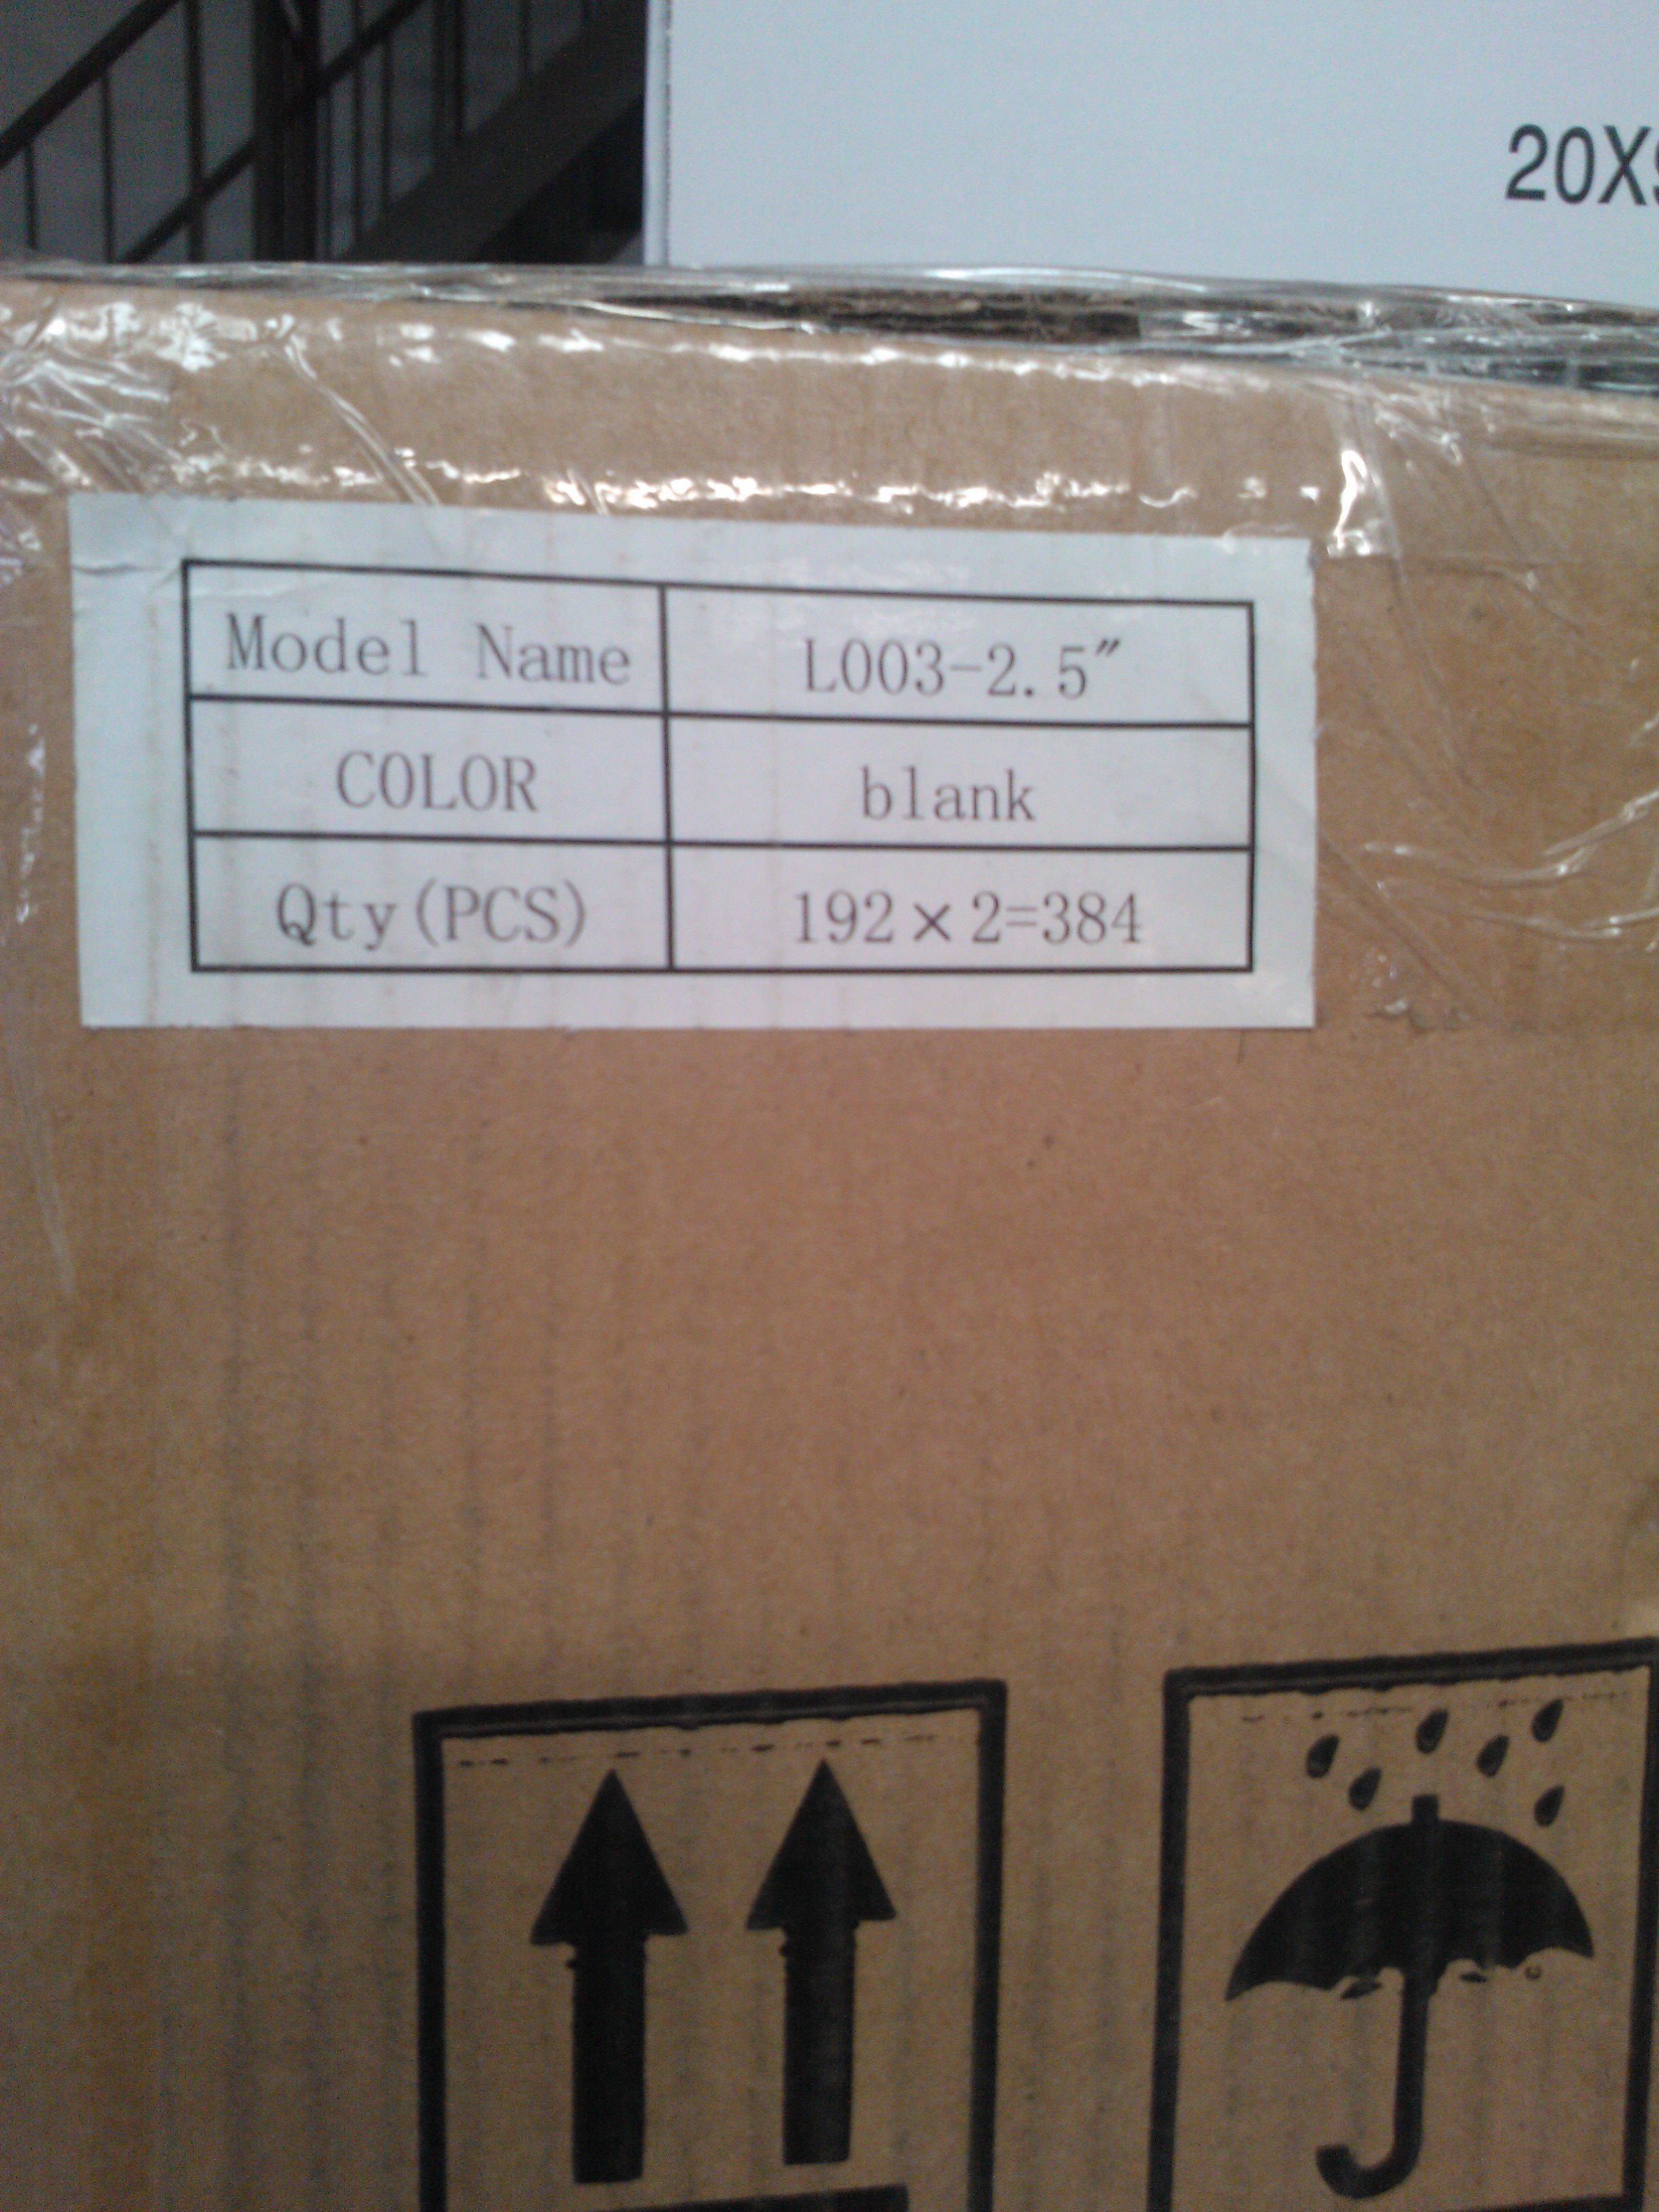 20X
Model Name L003-2.5"
COLOR blank
Qty(PCS) 192×2=384